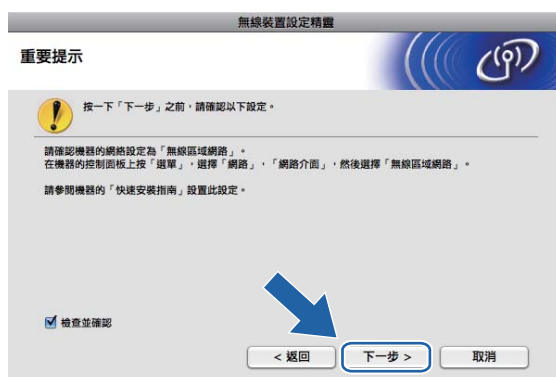 無線裝置設定精靈
重要提示
按一下「下一步」之前，請確認以下設定。
請確認機器的網絡設定為「無線區域網路」。
在機器的控制面板上按「選單」，選擇「網路」，「網路介面」，然後選擇「無線區域網路」。
請參閱機器的「快速安裝指南」設置此設定。
檢查並確認
< 返回
下一步 >
取消